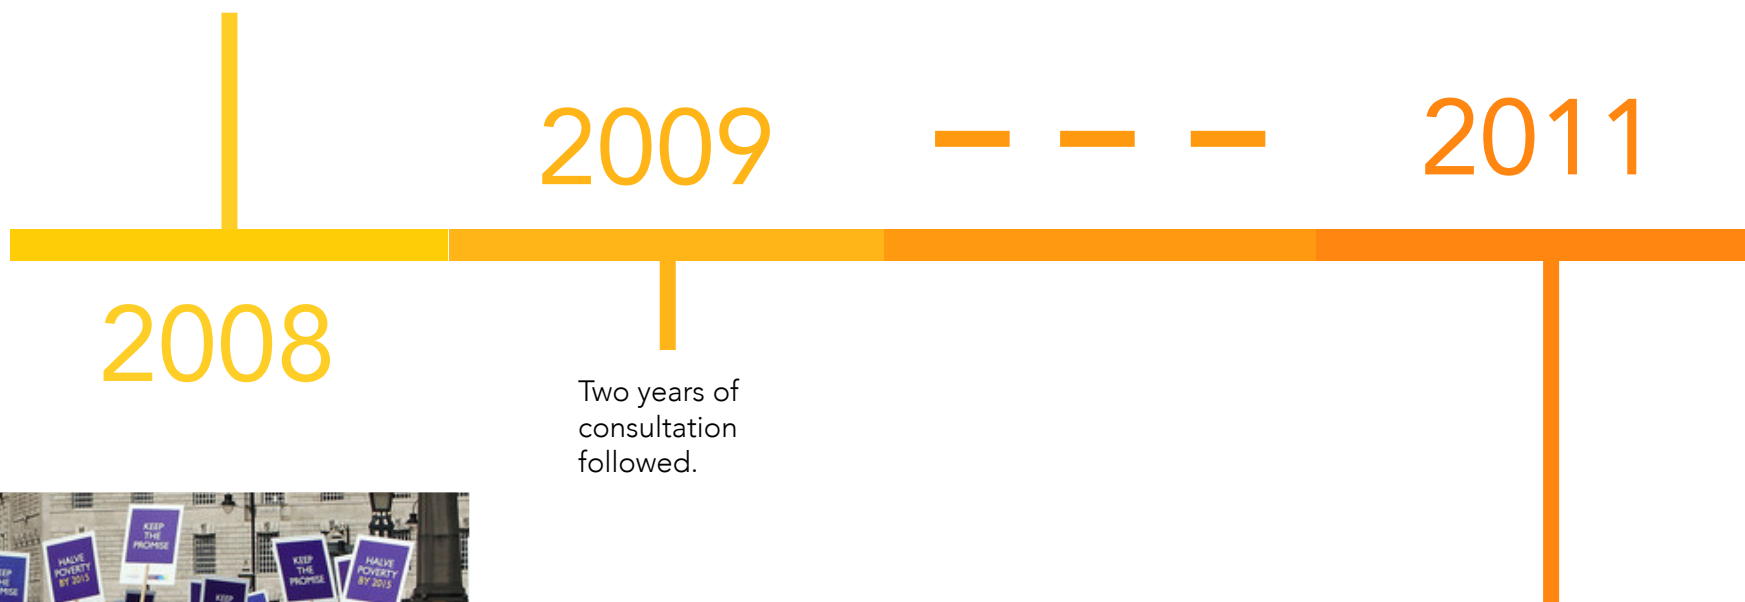 2009
2011
2008
Two years of
consultation
followed.
KEEP
THE
PROMISE
HALVE
POVERTY
BY 2015
KEEP
THE
PROMISE
HALVE
POVERTY
BY 2015
KEEP